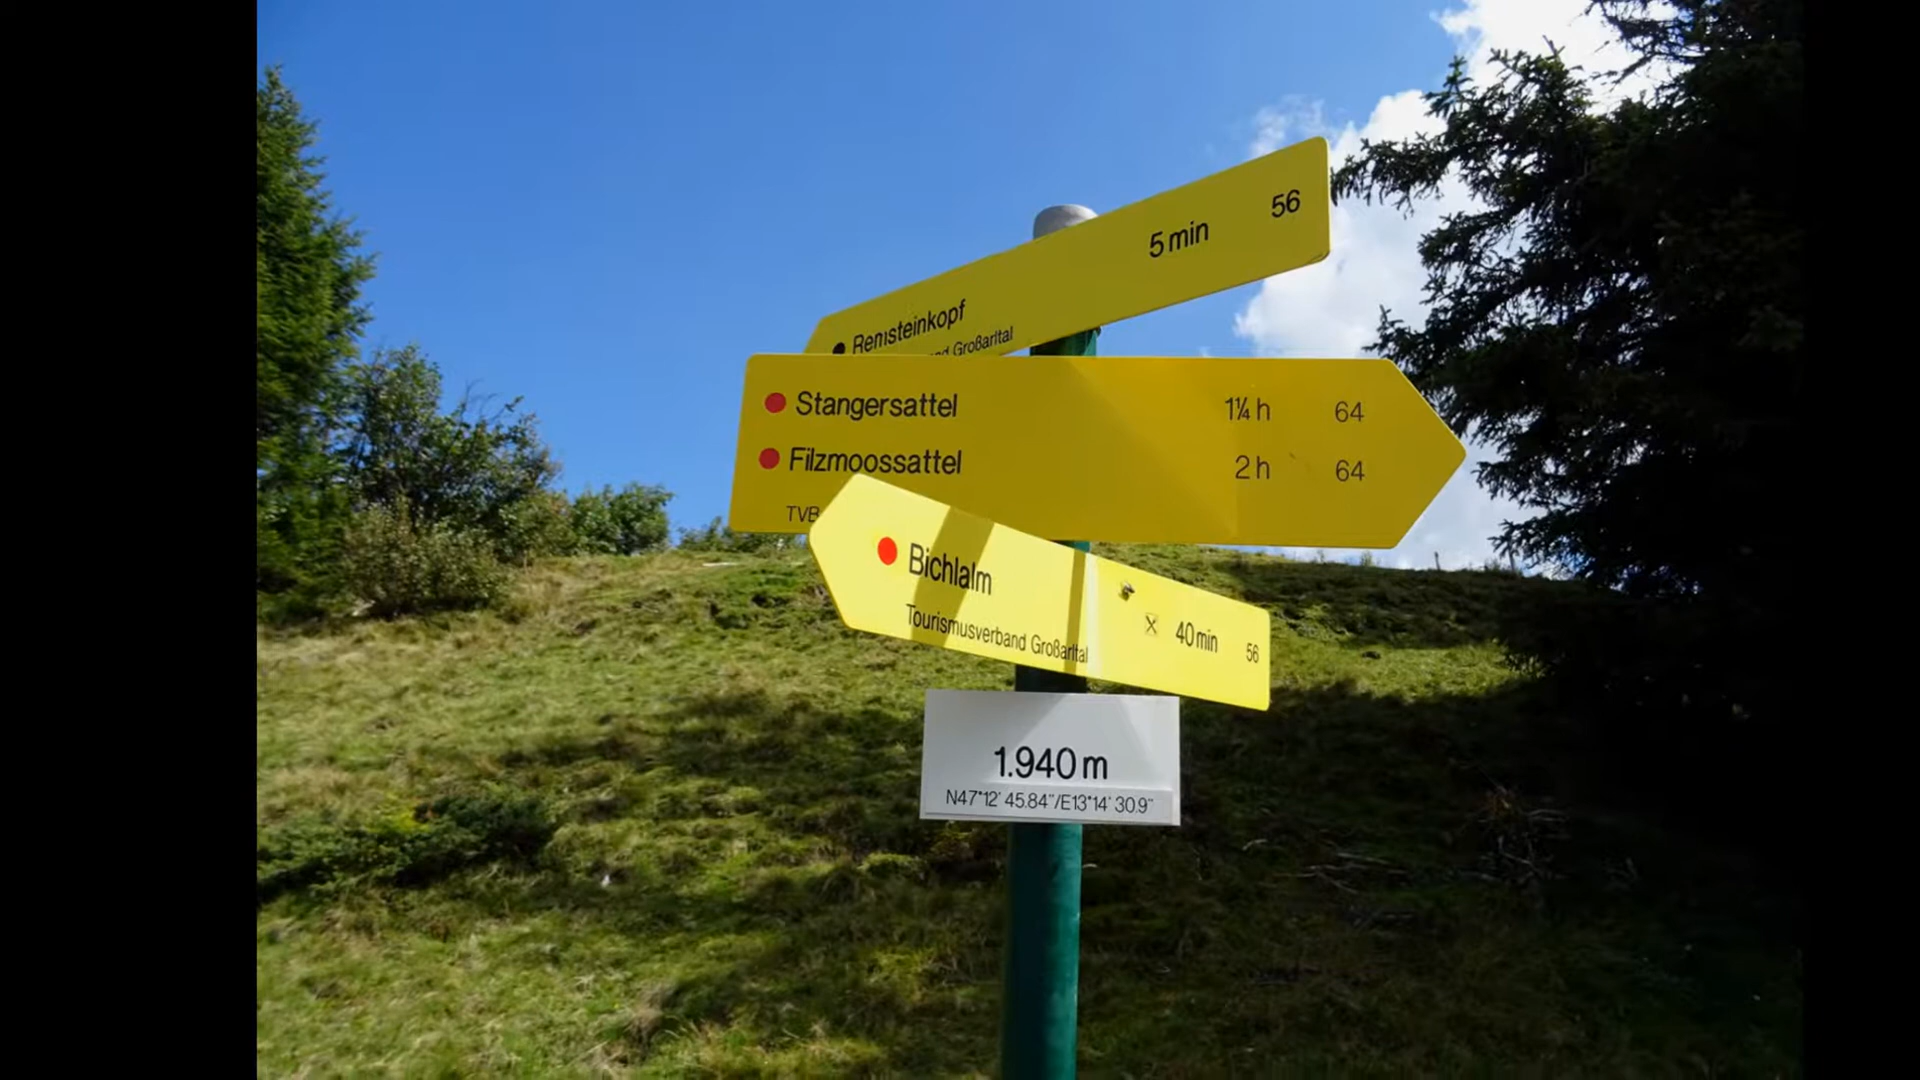 5 min 56
Remsteinkopf
nd Großarltal
Stangersattel 1¼ h 64
Filzmoossattel 2 h 64
TVB
Bichlalm 40 min 56
Tourismusverband Großarltal
1.940 m
N47°12' 45.84"/E13°14' 30.9"